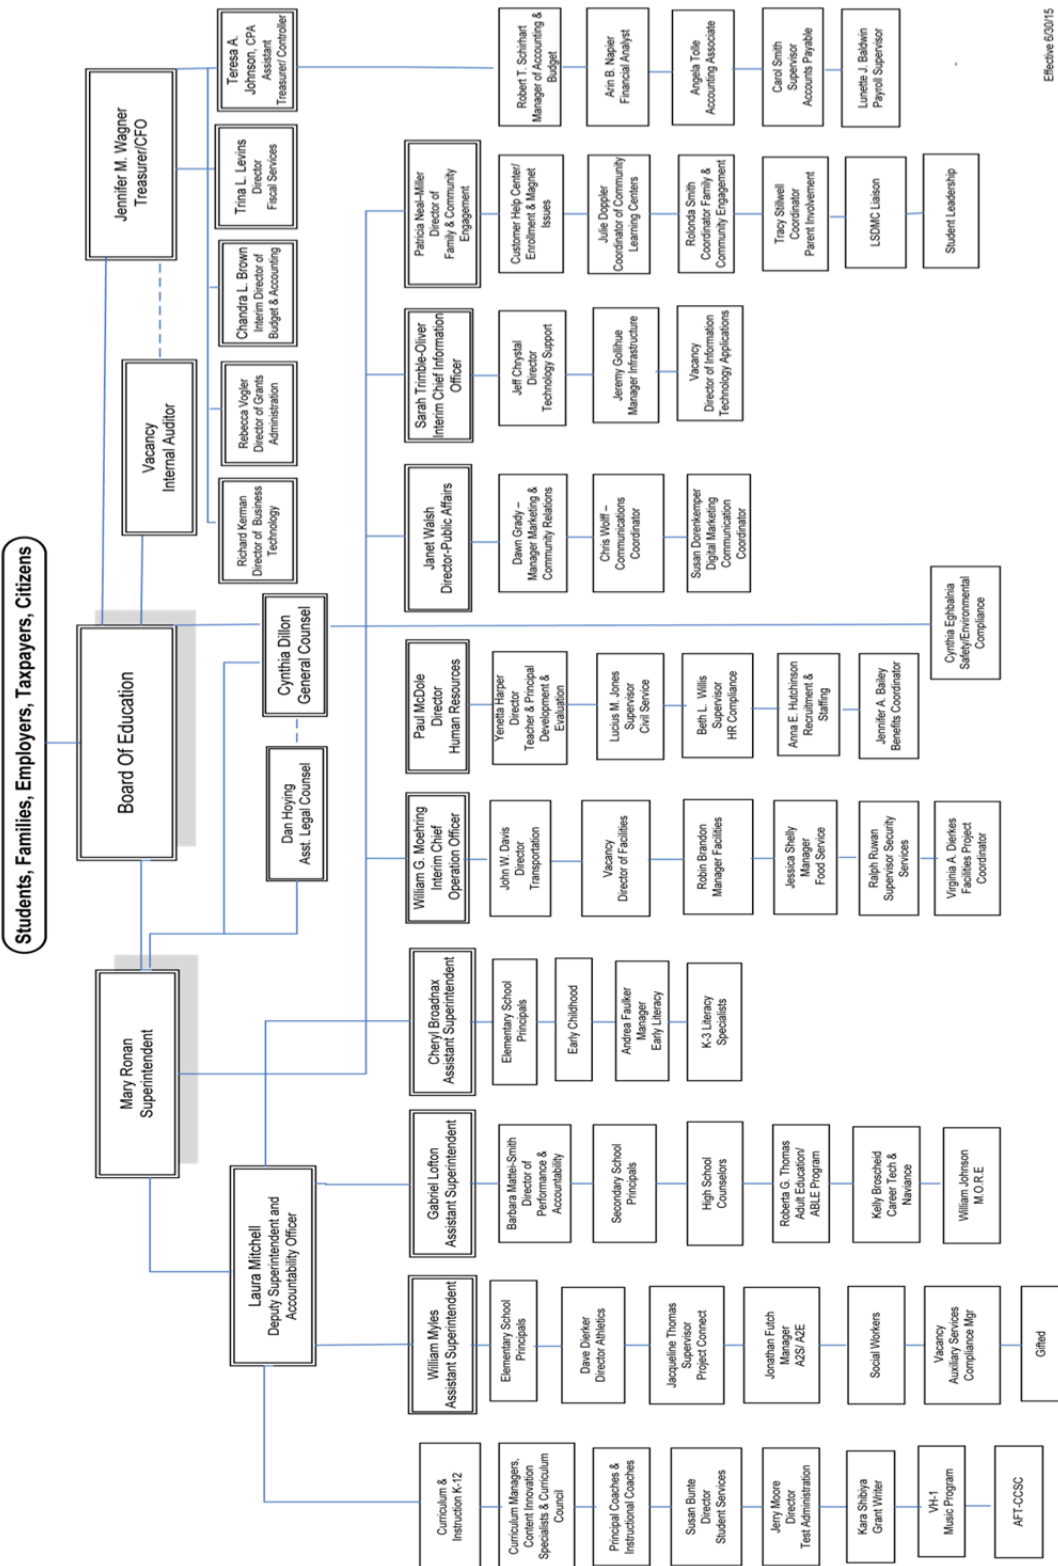 Students, Families, Employers, Taxpayers, Citizens
Board Of Education
Mary Ronan
Superintendent
Vacancy
Internal Auditor
Jennifer M. Wagner
Treasurer/CFO
Dan Hoying
Asst. Legal Counsel
Cynthia Dillon
General Counsel
Richard Kerman
Director of Business
Technology
Rebecca Vogler
Director of Grants
Administration
Chandra L. Brown
Interim Director of
Budget & Accounting
Trina L. Levins
Director
Fiscal Services
Teresa A.
Johnson, CPA
Assistant
Treasurer/ Controller
Laura Mitchell
Deputy Superintendent and
Accountability Officer
Curriculum &
Instruction K-12
Curriculum Managers,
Content Innovation
Specialists & Curriculum
Council
Principal Coaches &
Instructional Coaches
Susan Bunte
Director
Student Services
Jerry Moore
Director
Test Administration
Kara Shibiya
Grant Writer
VH-1
Music Program
AFT-CCSC
William Myles
Assistant Superintendent
Elementary School
Principals
Dave Dierker
Director Athletics
Jacqueline Thomas
Supervisor
Project Connect
Jonathan Futch
Manager
A2S/ A2E
Social Workers
Vacancy
Auxiliary Services
Compliance Mgr
Gifted
Gabriel Lofton
Assistant Superintendent
Barbara Mattei-Smith
Director of
Performance &
Accountability
Secondary School
Principals
High School
Counselors
Roberta G. Thomas
Adult Education/
ABLE Program
Kelly Broscheid
Career Tech &
Naviance
William Johnson
M.O.R.E
Cheryl Broadnax
Assistant Superintendent
Elementary School
Principals
Early Childhood
Andrea Faulker
Manager
Early Literacy
K-3 Literacy
Specialists
William G. Moehring
Interim Chief
Operation Officer
John W. Davis
Director
Transportation
Vacancy
Director of Facilities
Robin Brandon
Manager Facilities
Jessica Shelly
Manager
Food Service
Ralph Ruwan
Supervisor Security
Services
Virginia A. Dierkes
Facilities Project
Coordinator
Paul McDole
Director
Human Resources
Yenetta Harper
Director
Teacher & Principal
Development &
Evaluation
Lucius M. Jones
Supervisor
Civil Service
Beth L. Willis
Supervisor
HR Compliance
Anna E. Hutchinson
Recruitment &
Staffing
Jennifer A. Bailey
Benefits Coordinator
Cynthia Eghbalnia
Safety/Environmental
Compliance
Janet Walsh
Director-Public Affairs
Dawn Grady –
Manager Marketing &
Community Relations
Chris Wolff –
Communications
Coordinator
Susan Dorenkemper
Digital Marketing
Communication
Coordinator
Sarah Trimble-Oliver
Interim Chief Information
Officer
Jeff Chrystal
Director
Technology Support
Jeremy Gollihue
Manager Infrastructure
Vacancy
Director of Information
Technology Applications
Patricia Neal-Miller
Director of
Family & Community
Engagement
Customer Help Center/
Enrollment & Magnet
Issues
Julie Doppler
Coordinator of Community
Learning Centers
Rolonda Smith
Coordinator Family &
Community Engagement
Tracy Stillwell
Coordinator
Parent Involvement
LSDMC Liaison
Student Leadership
Robert T. Schirhart
Manager of Accounting &
Budget
Arin B. Napier
Financial Analyst
Angela Tolle
Accounting Associate
Carol Smith
Supervisor
Accounts Payable
Lunette J. Baldwin
Payroll Supervisor
Effective 6/30/15